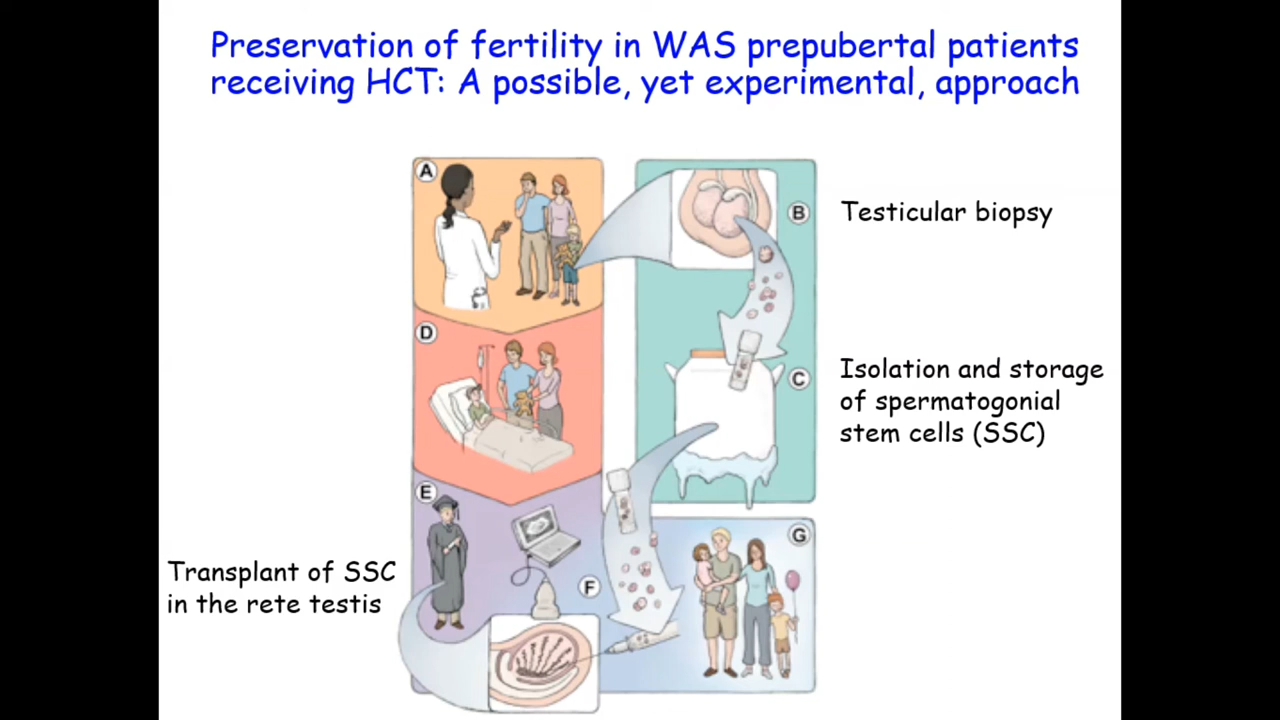 Preservation of fertility in WAS prepubertal patients
receiving HCT: A possible, yet experimental, approach
A
B
Testicular biopsy
D
C
Isolation and storage
of spermatogonial
stem cells (SSC)
E
G
Transplant of SSC
in the rete testis
F